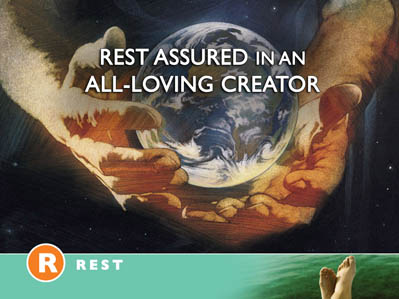 REST ASSURED IN AN
ALL-LOVING CREATOR
R REST